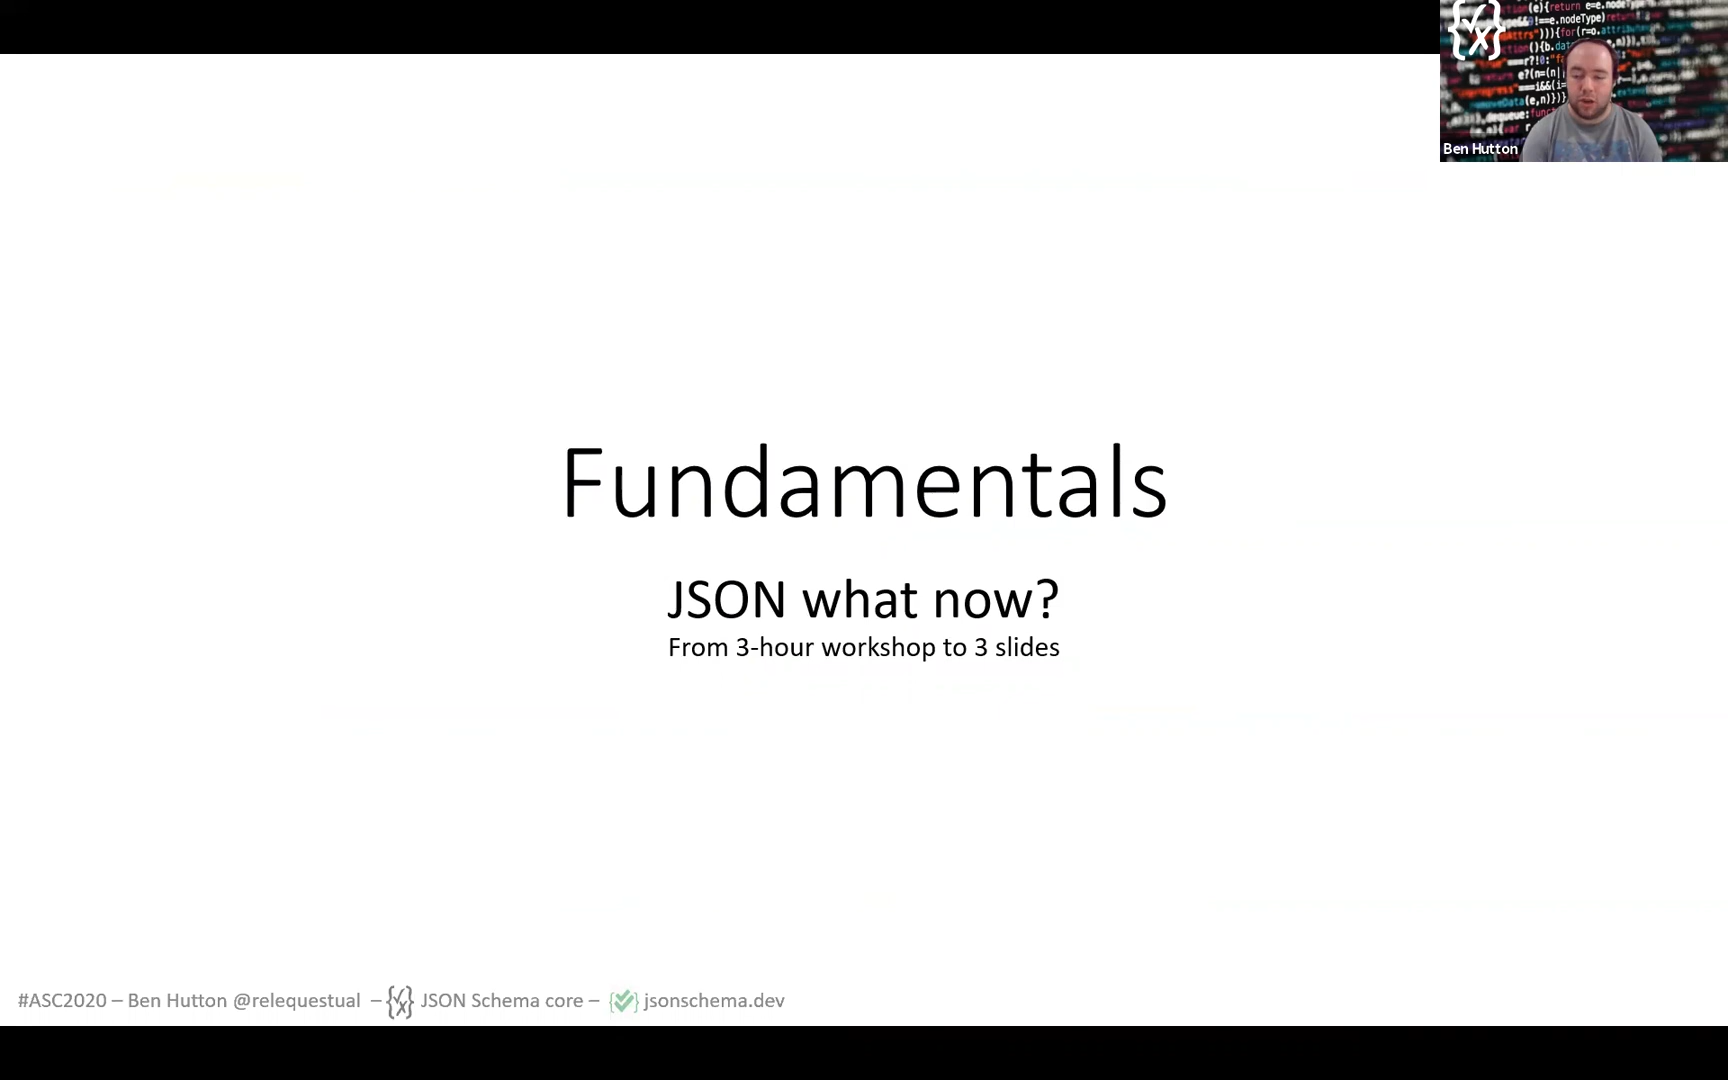 Ben Hutton
Fundamentals
JSON what now?
From 3-hour workshop to 3 slides
#ASC2020 – Ben Hutton @relequestual – JSON Schema core – jsonschema.dev